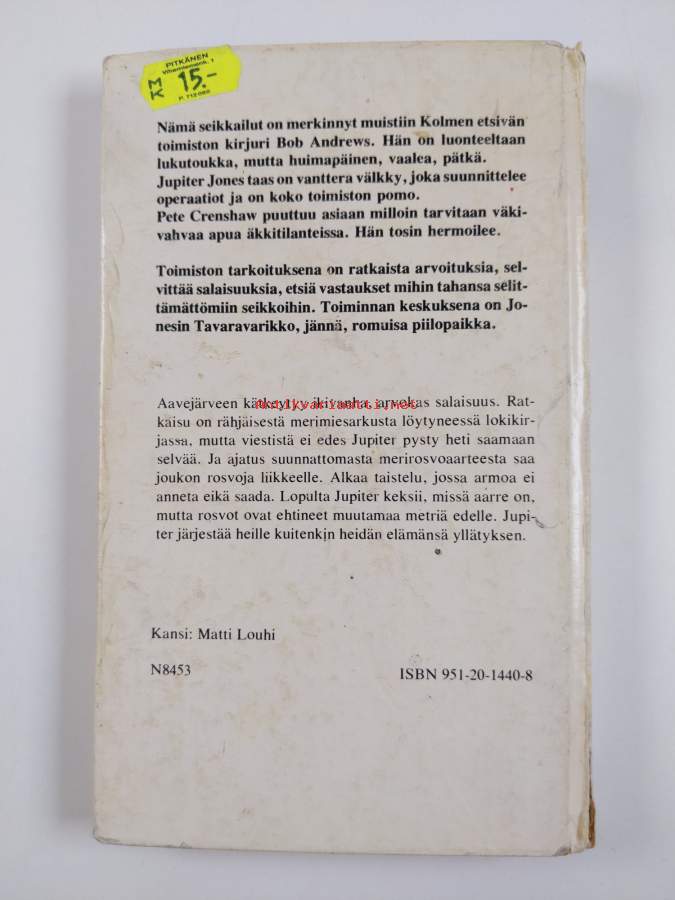 PITKÄNEN
MK 15.-
Nämä seikkailut on merkinnyt muistiin Kolmen etsivän
toimiston kirjuri Bob Andrews. Hän on luonteeltaan
lukutoukka, mutta huimapäinen, vaalea, pätkä.
Jupiter Jones taas on vanttera välkky, joka suunnittelee
operaatiot ja on koko toimiston pomo.
Pete Crenshaw puuttuu asiaan milloin tarvitaan väki-
vahvaa apua äkkitilanteissa. Hän tosin hermoilee.
Toimiston tarkoituksena on ratkaista arvoituksia, sel-
vittää salaisuuksia, etsiä vastaukset mihin tahansa selit-
tämättömiin seikkoihin. Toiminnan keskuksena on Jo-
nesin Tavaravarikko, jännä, romuisa piilopaikka.
Aavejärveen kätkeytyy ikivanha, arvokas salaisuus. Rat-
antikvariaatti.net
kaisu on rähjäisestä merimiesarkusta löytyneessä lokikir-
jassa, mutta viestistä ei edes Jupiter pysty heti saamaan
selvää. Ja ajatus suunnattomasta merirosvoaarteesta saa
joukon rosvoja liikkeelle. Alkaa taistelu, jossa armoa ei
anneta eikä saada. Lopulta Jupiter keksii, missä aarre on,
mutta rosvot ovat ehtineet muutamaa metriä edelle. Jupi-
ter järjestää heille kuitenkin heidän elämänsä yllätyksen.
Kansi: Matti Louhi
N8453
ISBN 951-20-1440-8